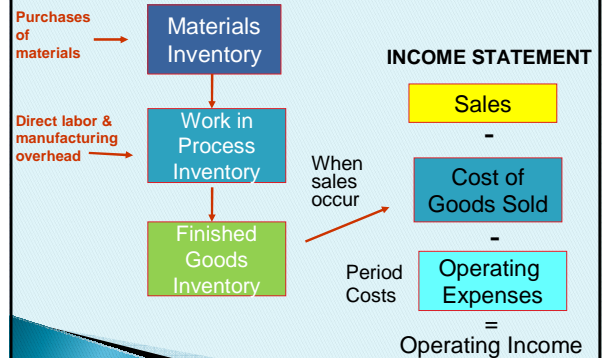 Purchases
of
materials
Materials
Inventory
Direct labor &
manufacturing
overhead
Work in
Process
Inventory
Finished
Goods
Inventory
When
sales
occur
INCOME STATEMENT
Sales
-
Cost of
Goods Sold
-
Period
Costs
Operating
Expenses
=
Operating Income